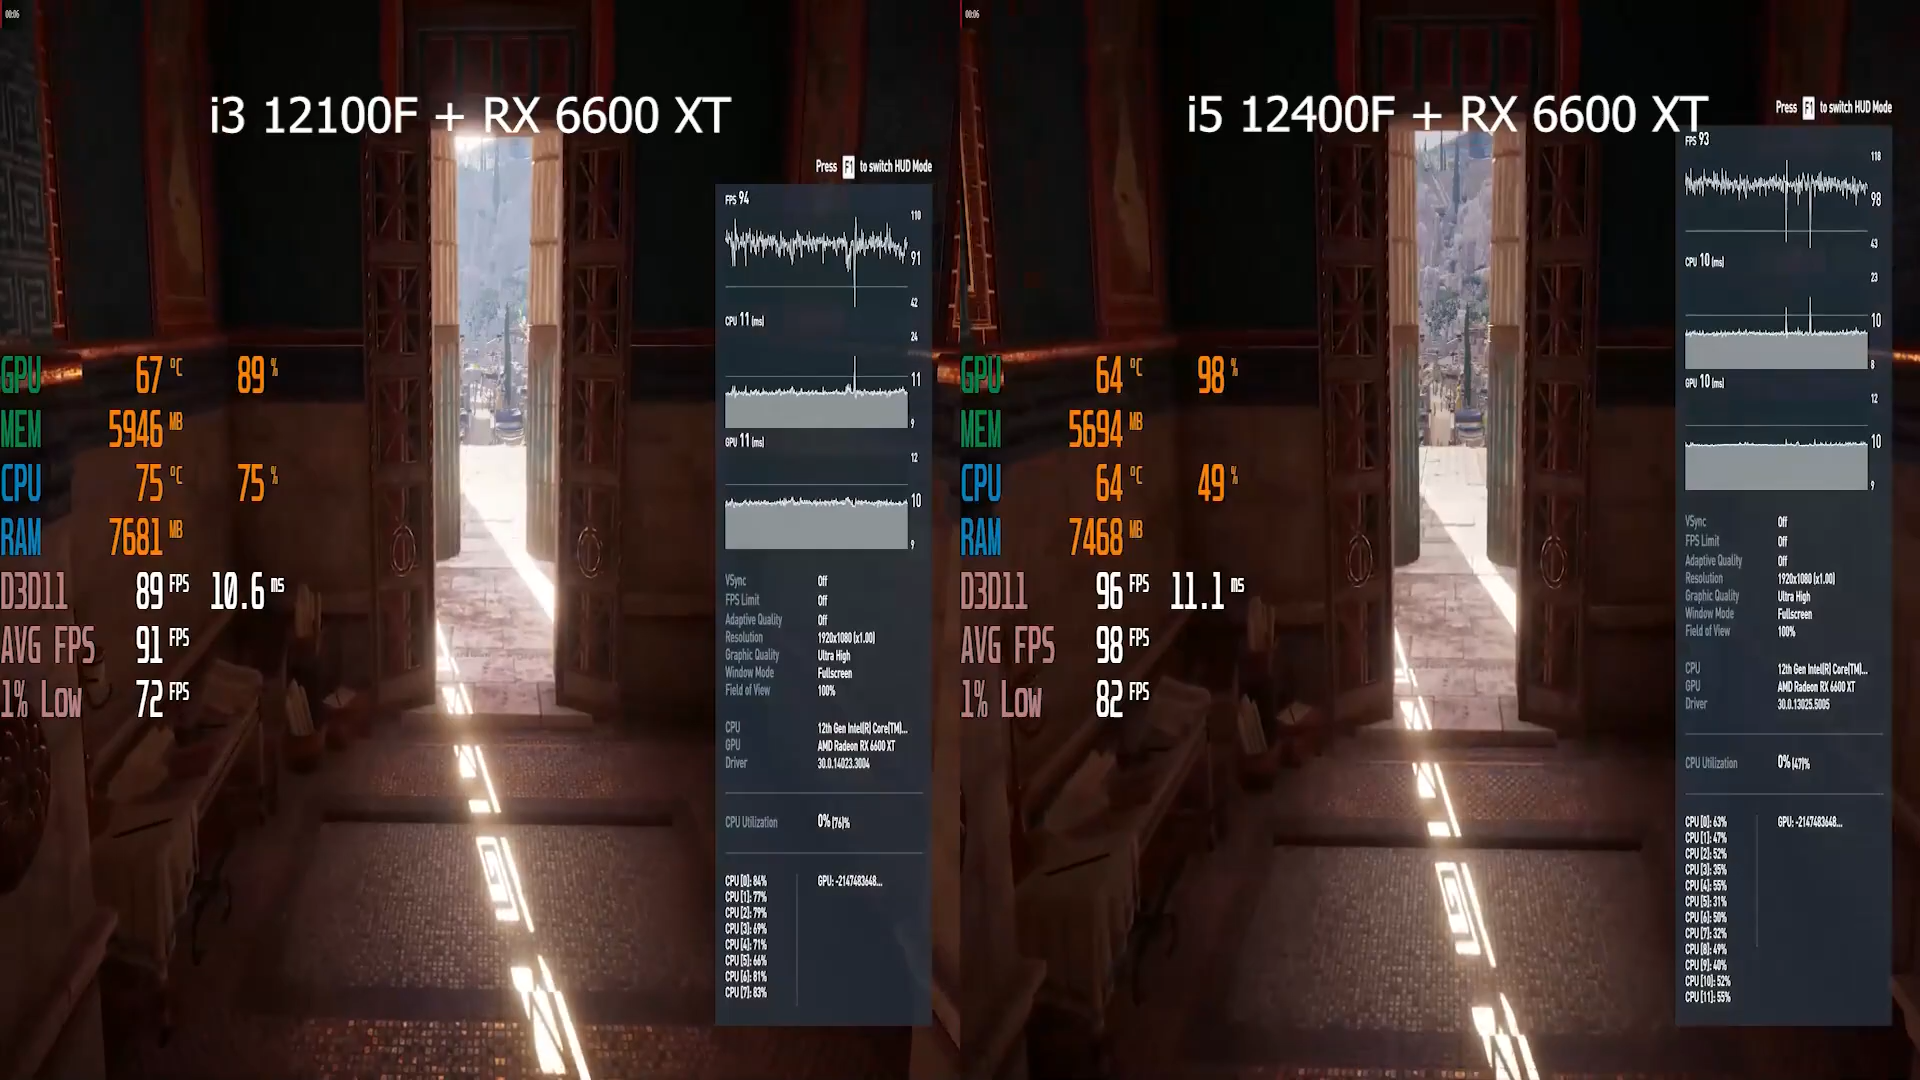 00:06
i3 12100F + RX 6600 XT
Press F1 to switch HUD Mode
FPS 94
110
91
42
CPU 11 (ms)
24
11
9
GPU 11 (ms)
12
10
9
VSync Off
FPS Limit Off
Adaptive Quality Off
Resolution 1920x1080 (x1.00)
Graphic Quality Ultra High
Window Mode Fullscreen
Field of View 100%
CPU 12th Gen Intel(R) Core(TM)...
GPU AMD Radeon RX 6600 XT
Driver 30.0.14023.3004
CPU Utilization 0% (76)%
CPU [0]: 84% GPU: -2147483648...
CPU [1]: 77%
CPU [2]: 79%
CPU [3]: 69%
CPU [4]: 71%
CPU [5]: 66%
CPU [6]: 81%
CPU [7]: 83%
GPU 67 °C 89 %
MEM 5946 MB
CPU 75 °C 75 %
RAM 7681 MB
D3D11 89 FPS 10.6 ms
AVG FPS 91 FPS
1% Low 72 FPS
00:06
i5 12400F + RX 6600 XT
Press F1 to switch HUD Mode
FPS 93
118
98
43
CPU 10 (ms)
23
10
8
GPU 10 (ms)
12
10
9
VSync Off
FPS Limit Off
Adaptive Quality Off
Resolution 1920x1080 (x1.00)
Graphic Quality Ultra High
Window Mode Fullscreen
Field of View 100%
CPU 12th Gen Intel(R) Core(TM)...
GPU AMD Radeon RX 6600 XT
Driver 30.0.13025.5005
CPU Utilization 0% (47)%
CPU [0]: 63% GPU: -2147483648...
CPU [1]: 47%
CPU [2]: 52%
CPU [3]: 35%
CPU [4]: 55%
CPU [5]: 31%
CPU [6]: 50%
CPU [7]: 32%
CPU [8]: 49%
CPU [9]: 40%
CPU [10]: 52%
CPU [11]: 55%
GPU 64 °C 98 %
MEM 5694 MB
CPU 64 °C 49 %
RAM 7468 MB
D3D11 96 FPS 11.1 ms
AVG FPS 98 FPS
1% Low 82 FPS